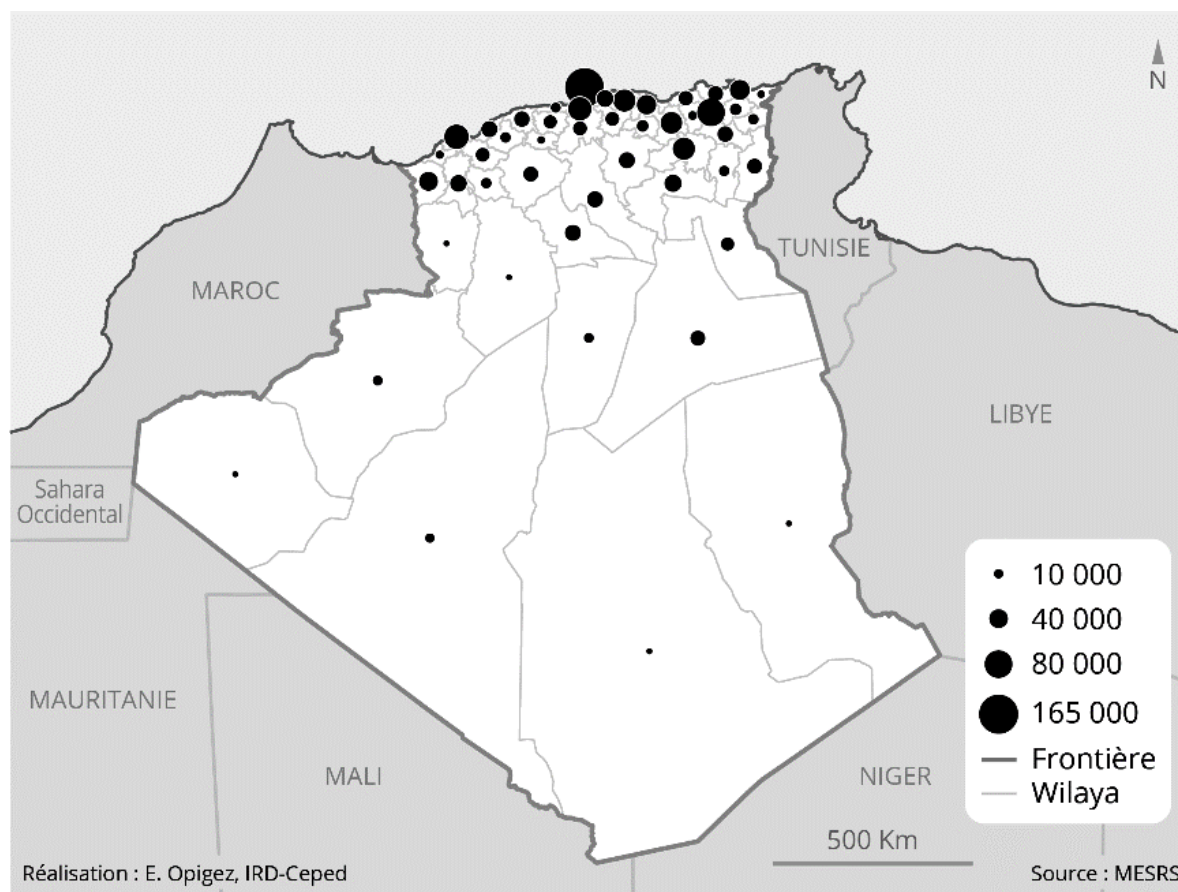 N
TUNISIE
MAROC
LIBYE
Sahara
Occidental
10 000
40 000
80 000
165 000
Frontière
Wilaya
MAURITANIE
MALI
NIGER
500 Km
Réalisation : E. Opigez, IRD-Ceped
Source : MESRS